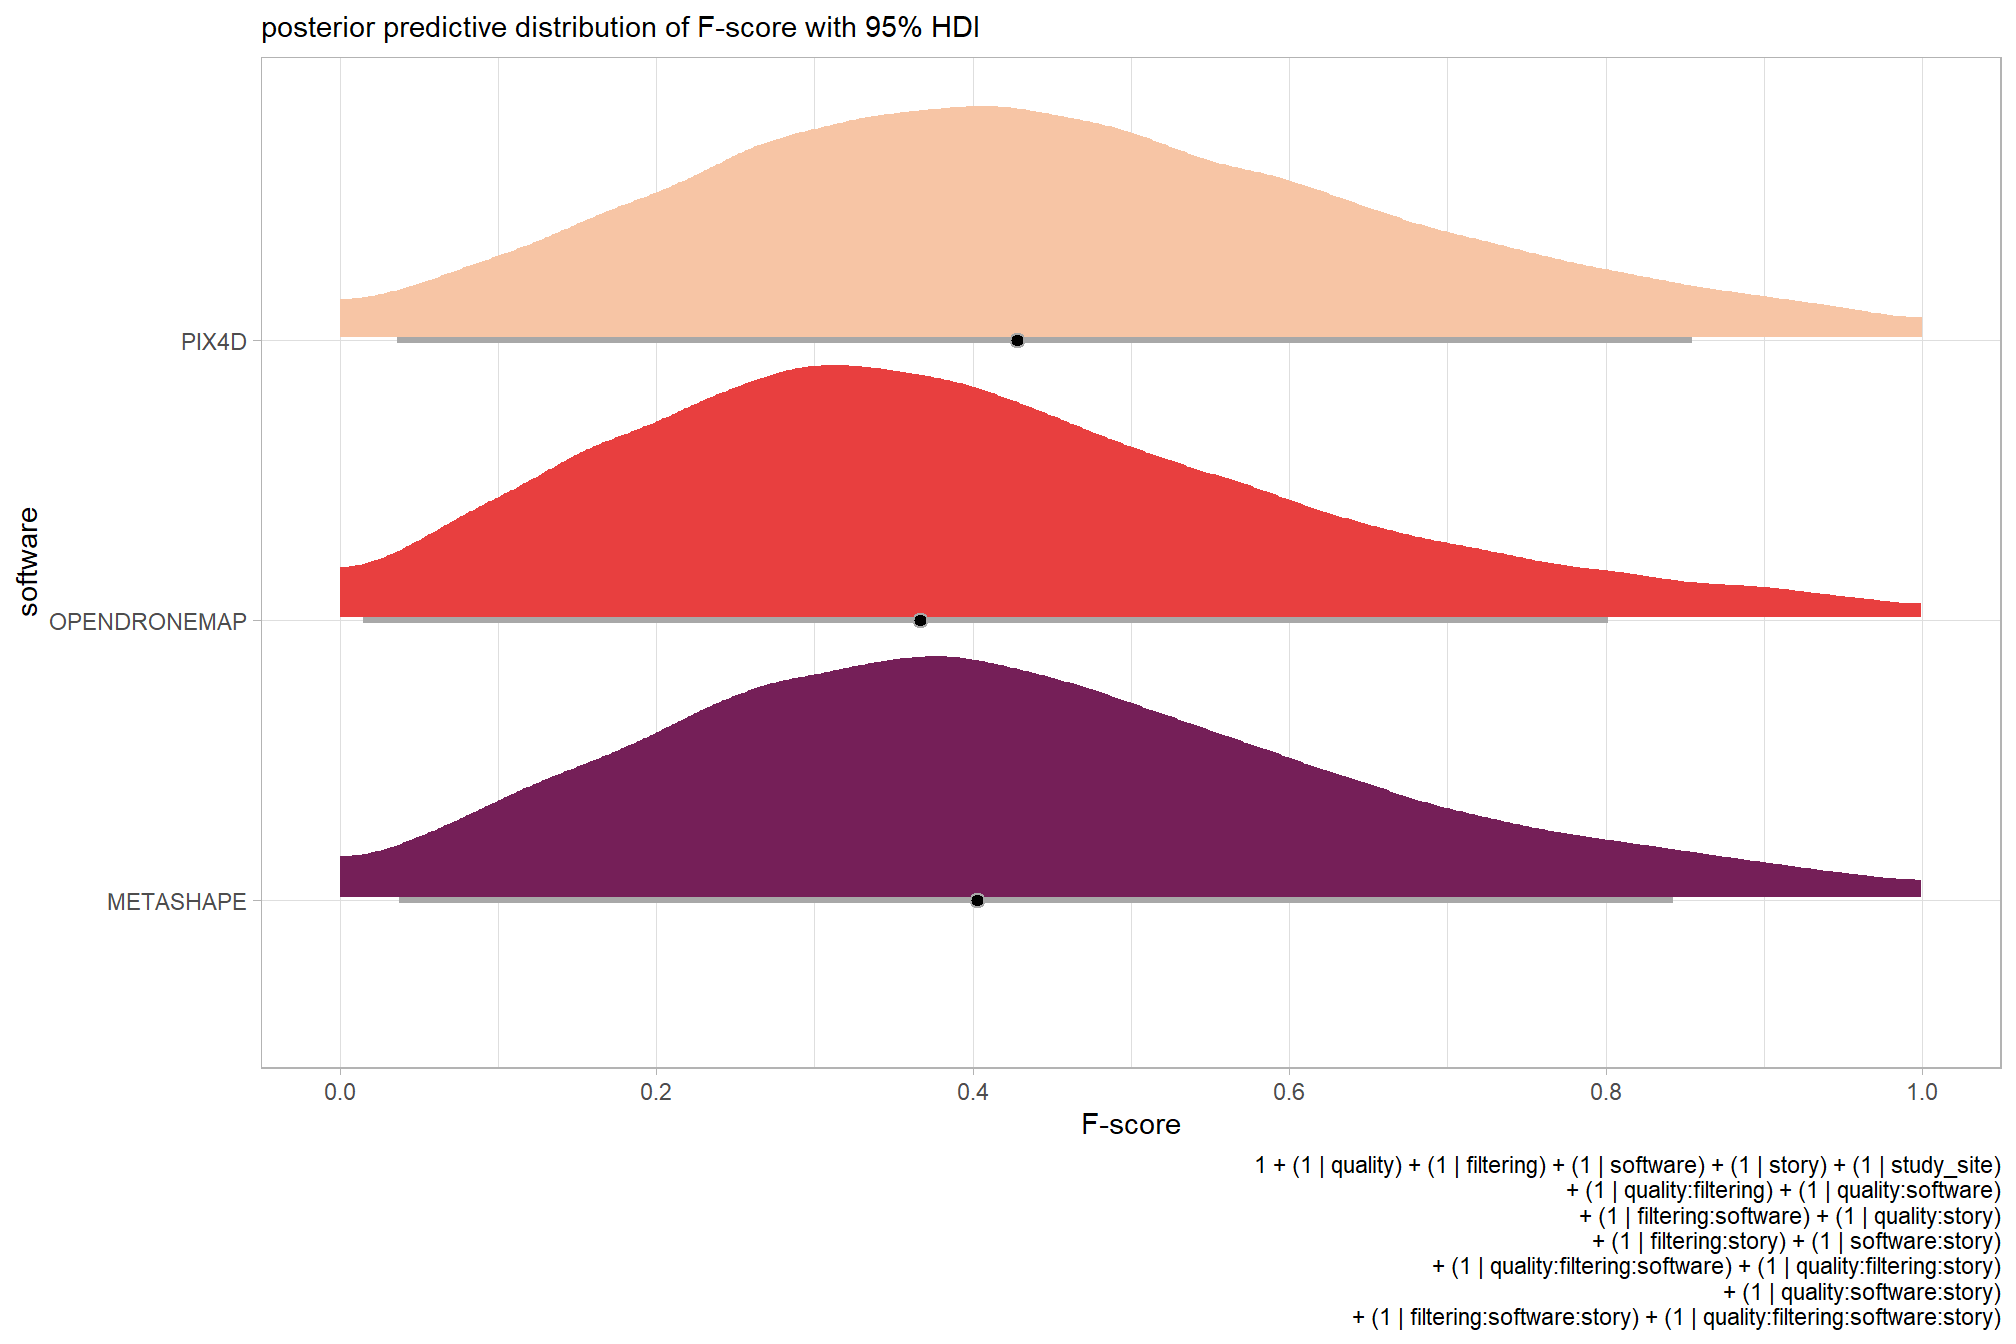 posterior predictive distribution of F-score with 95% HDI
software
PIX4D
OPENDRONEMAP
METASHAPE
0.0 0.2 0.4 0.6 0.8 1.0
F-score
1 + (1 | quality) + (1 | filtering) + (1 | software) + (1 | story) + (1 | study_site)
+ (1 | quality:filtering) + (1 | quality:software)
+ (1 | filtering:software) + (1 | quality:story)
+ (1 | filtering:story) + (1 | software:story)
+ (1 | quality:filtering:software) + (1 | quality:filtering:story)
+ (1 | quality:software:story)
+ (1 | filtering:software:story) + (1 | quality:filtering:software:story)